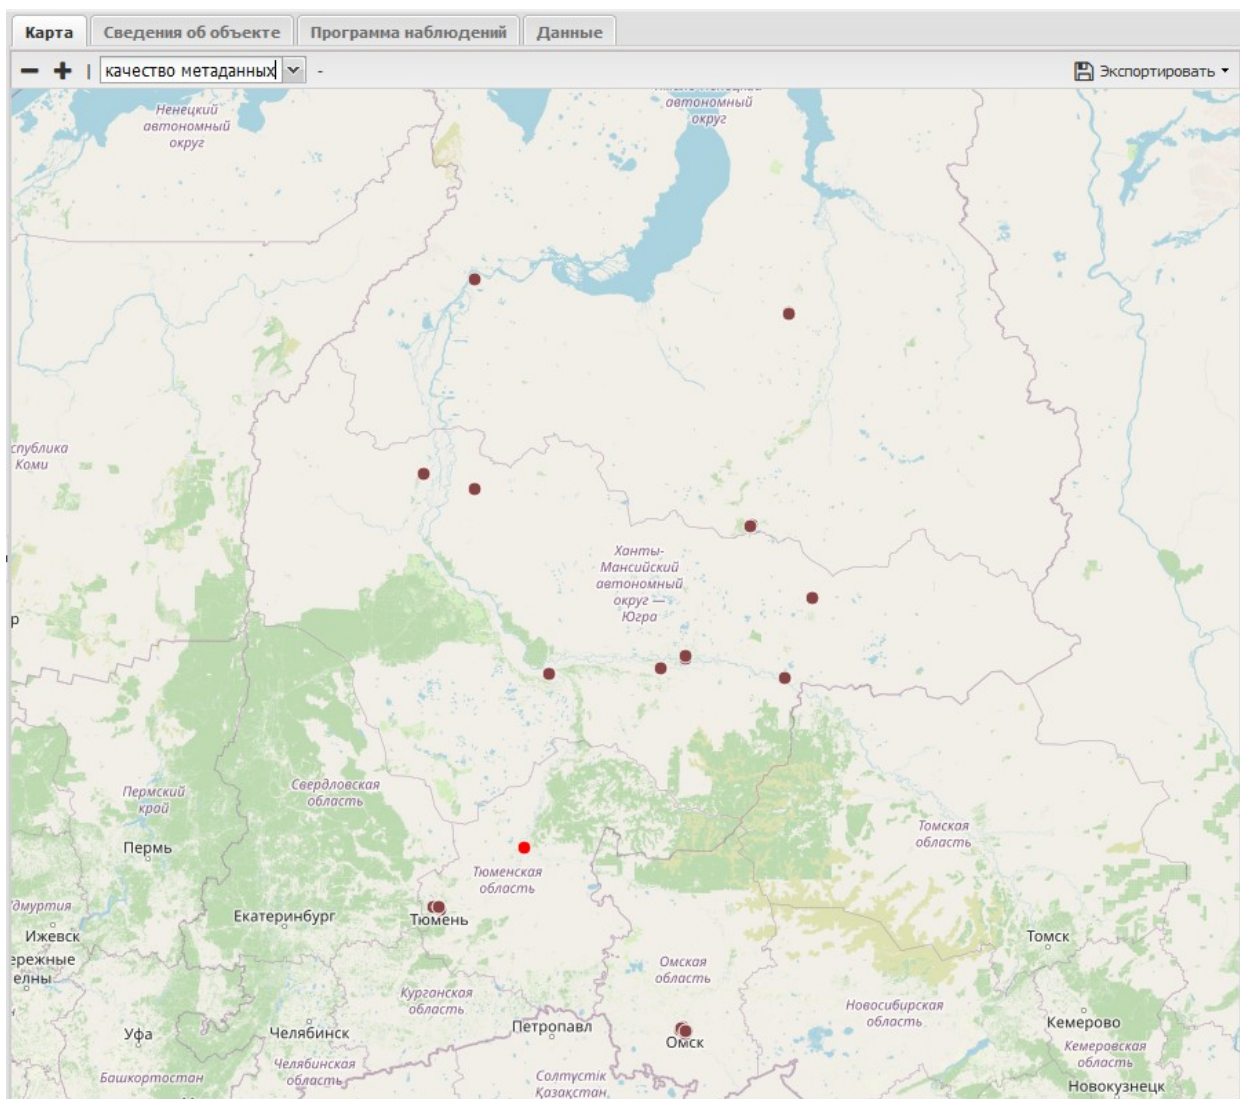 Карта Сведения об объекте Программа наблюдений Данные
| качество метаданных - Экспортировать
Ненецкий
автономный
округ
автономный
округ
спублика
Коми
Ханты-
Мансийский
автономный
округ —
Югра
р
Пермский
край
Свердловская
область
Томская
область
Пермь
Тюменская
область
дмуртия
Екатеринбург
Тюмень
Ижевск
Томск
ережные
елны
Омская
область
Курганская
область
Новосибирская
область
Уфа
Челябинск
Петропавл
Омск
Кемерово
Челябинская
область
Кемеровская
область
Башкортостан
Солтүстік
Қазақстан
Новокузнецк